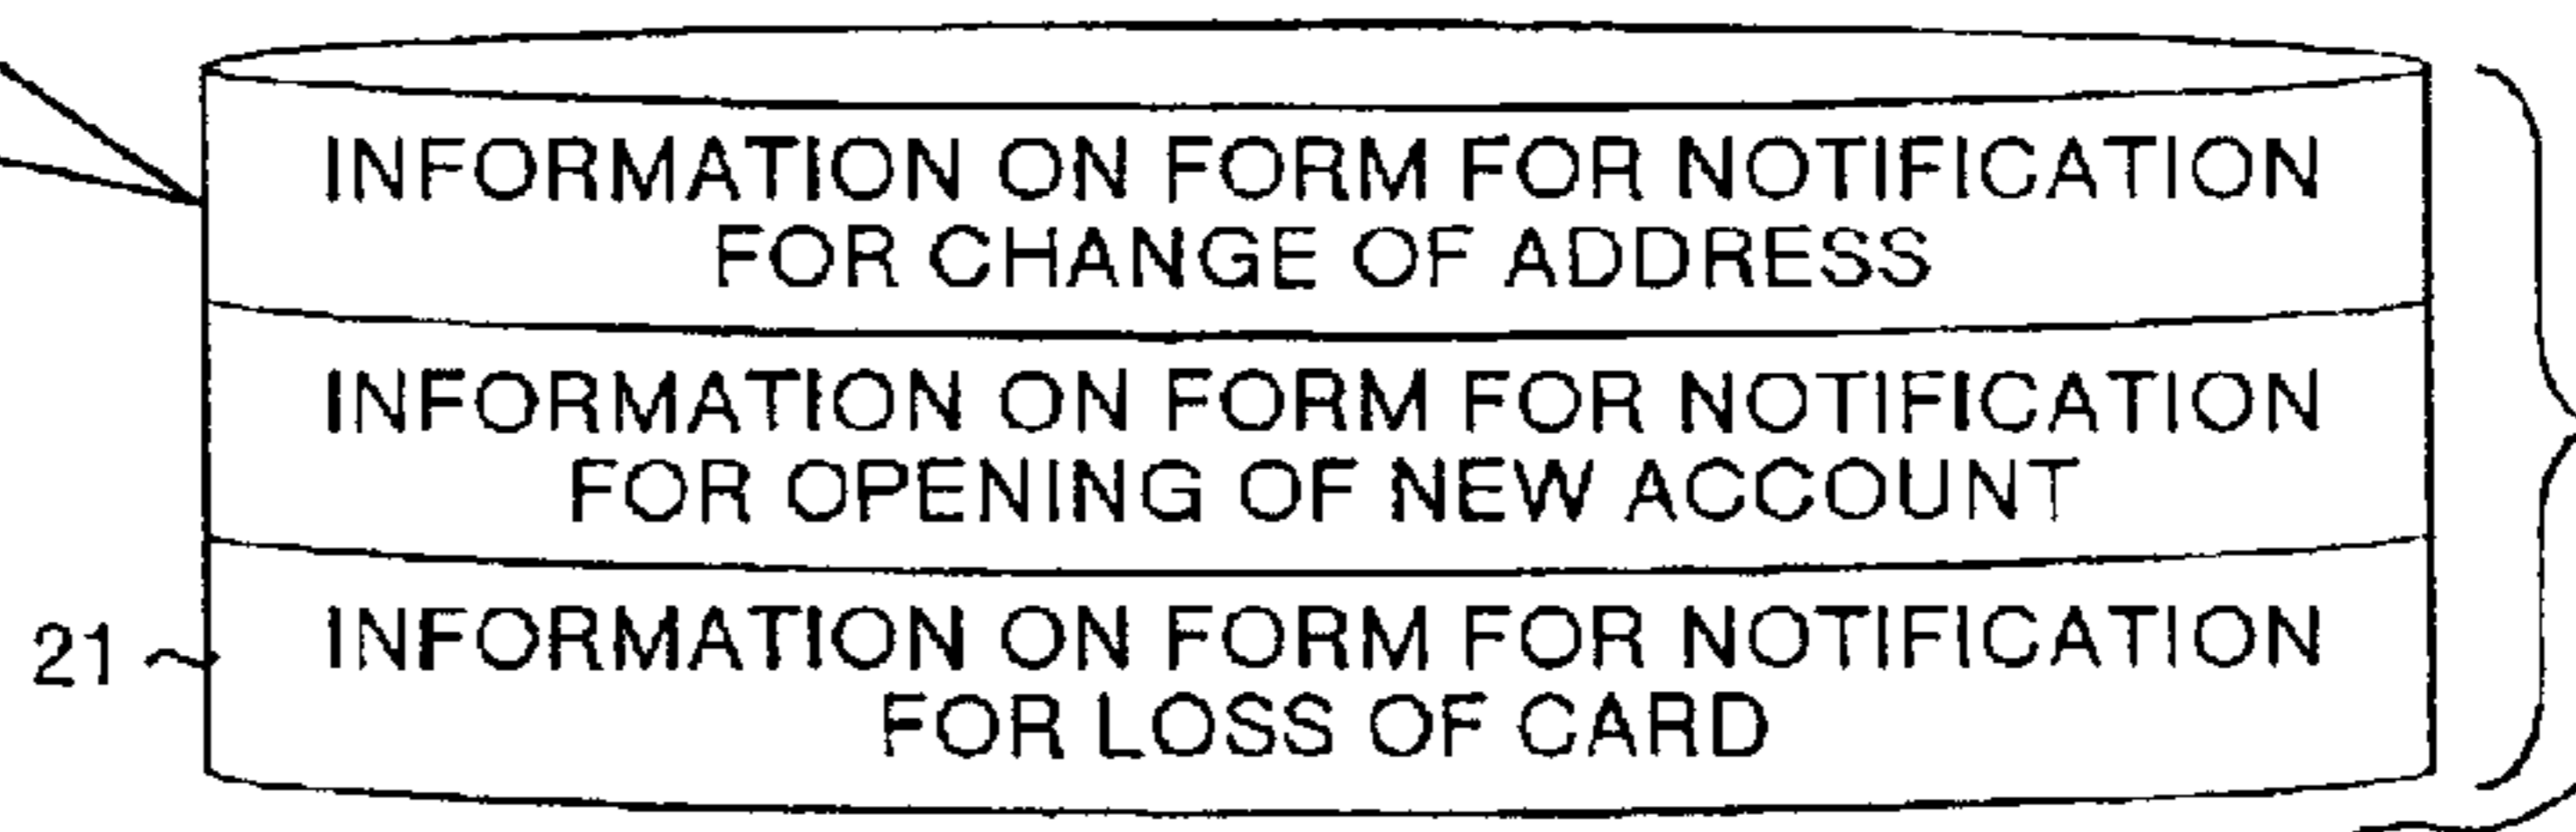 INFORMATION ON FORM FOR NOTIFICATION
FOR CHANGE OF ADDRESS
INFORMATION ON FORM FOR NOTIFICATION
FOR OPENING OF NEW ACCOUNT
21
INFORMATION ON FORM FOR NOTIFICATION
FOR LOSS OF CARD